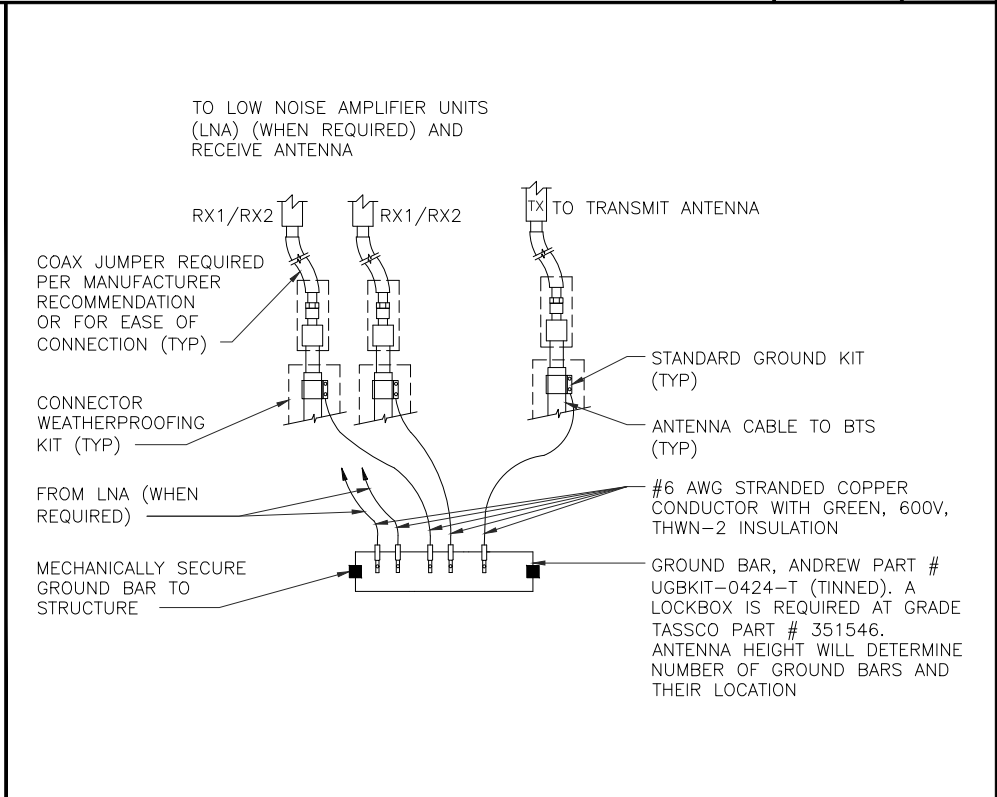 TO LOW NOISE AMPLIFIER UNITS
(LNA) (WHEN REQUIRED) AND
RECEIVE ANTENNA
RX1/RX2
RX1/RX2
TX
TO TRANSMIT ANTENNA
COAX JUMPER REQUIRED
PER MANUFACTURER
RECOMMENDATION
OR FOR EASE OF
CONNECTION (TYP)
STANDARD GROUND KIT
(TYP)
CONNECTOR
WEATHERPROOFING
KIT (TYP)
ANTENNA CABLE TO BTS
(TYP)
FROM LNA (WHEN
REQUIRED)
#6 AWG STRANDED COPPER
CONDUCTOR WITH GREEN, 600V,
THWN-2 INSULATION
MECHANICALLY SECURE
GROUND BAR TO
STRUCTURE
GROUND BAR, ANDREW PART #
UGBKIT-0424-T (TINNED). A
LOCKBOX IS REQUIRED AT GRADE
TASSCO PART # 351546.
ANTENNA HEIGHT WILL DETERMINE
NUMBER OF GROUND BARS AND
THEIR LOCATION